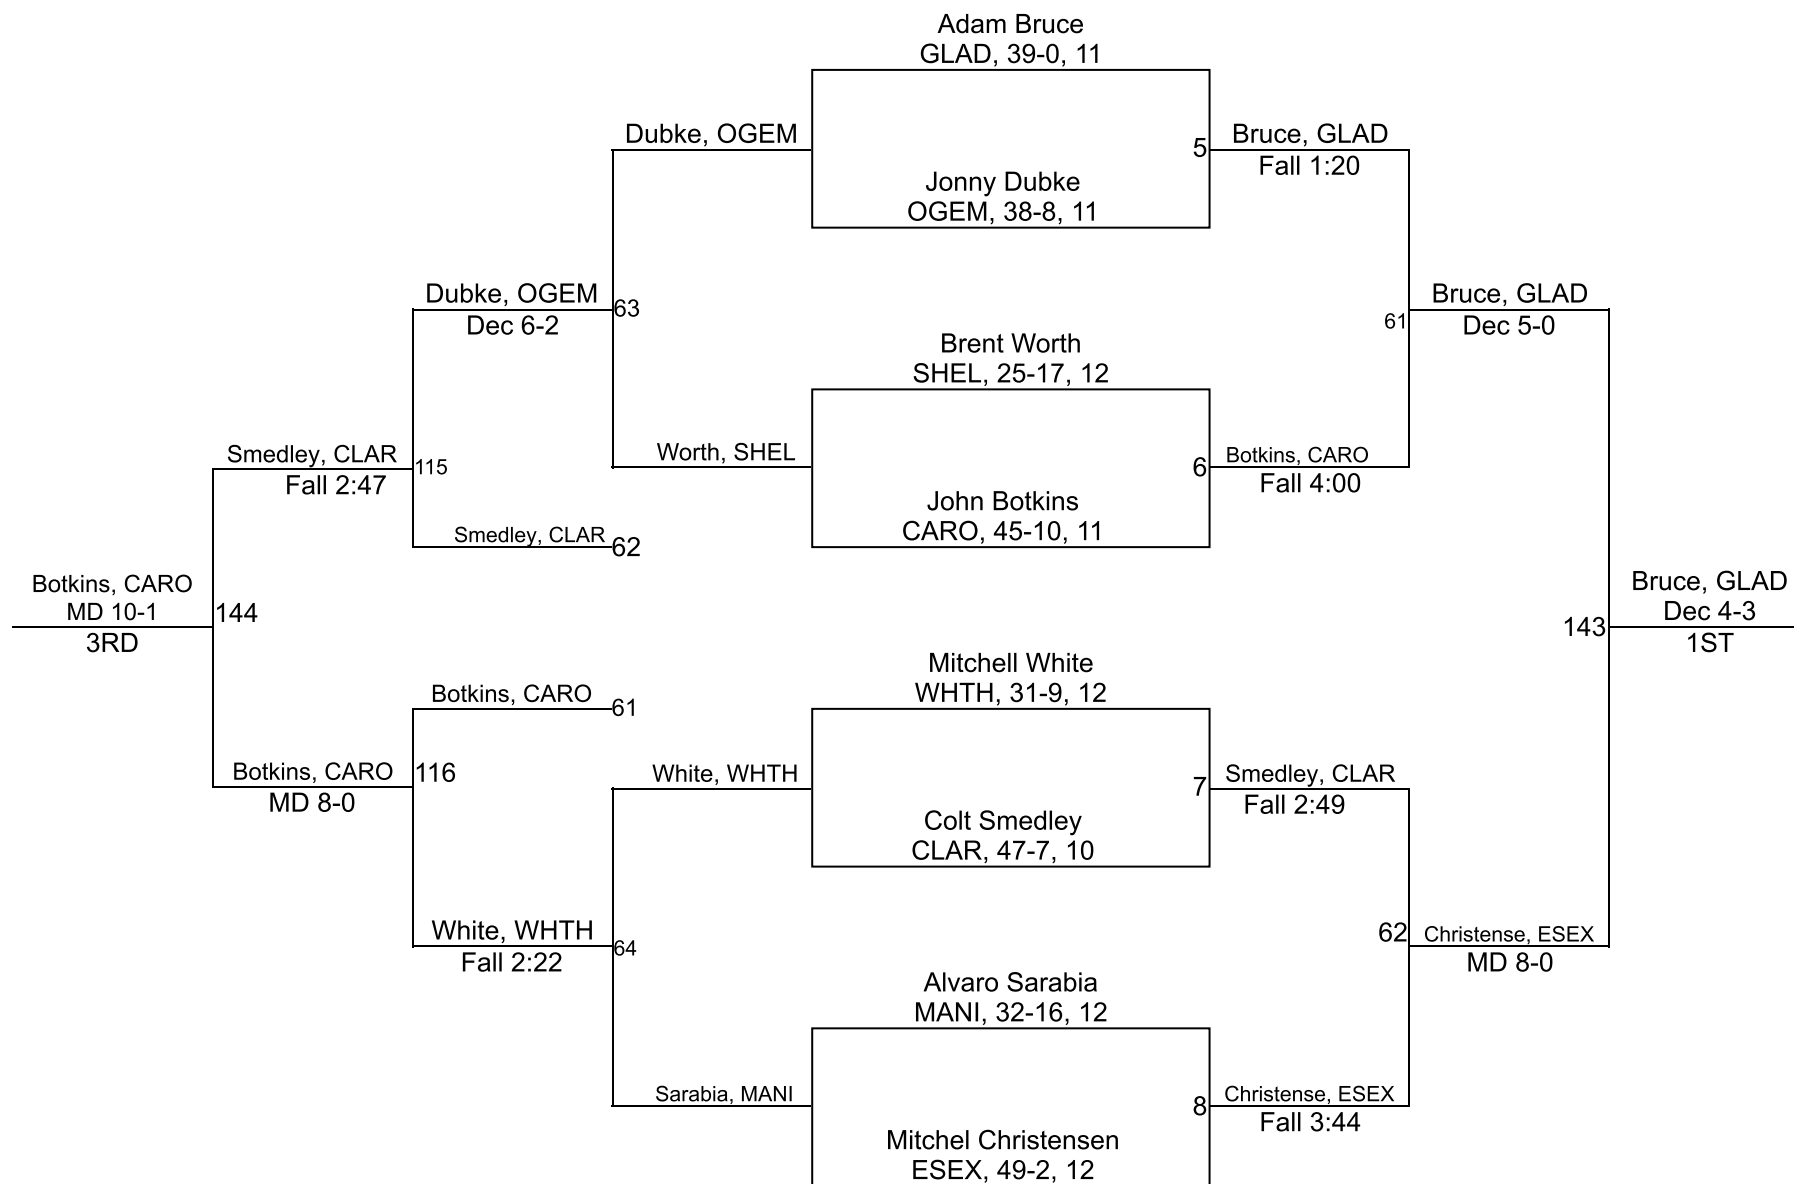 Adam Bruce
GLAD, 39-0, 11
Dubke, OGEM
5
Bruce, GLAD
Fall 1:20
Jonny Dubke
OGEM, 38-8, 11
Dubke, OGEM
Dec 6-2
63
Bruce, GLAD
Dec 5-0
61
Brent Worth
SHEL, 25-17, 12
Smedley, CLAR
Fall 2:47
115
Worth, SHEL
6
Botkins, CARO
Fall 4:00
John Botkins
CARO, 45-10, 11
Smedley, CLAR
62
Botkins, CARO
MD 10-1
3RD
144
143
Bruce, GLAD
Dec 4-3
1ST
Mitchell White
WHTH, 31-9, 12
Botkins, CARO
61
Botkins, CARO
MD 8-0
116
White, WHTH
7
Smedley, CLAR
Fall 2:49
Colt Smedley
CLAR, 47-7, 10
White, WHTH
Fall 2:22
64
62
Christense, ESEX
MD 8-0
Alvaro Sarabia
MANI, 32-16, 12
Sarabia, MANI
8
Christense, ESEX
Fall 3:44
Mitchel Christensen
ESEX, 49-2, 12